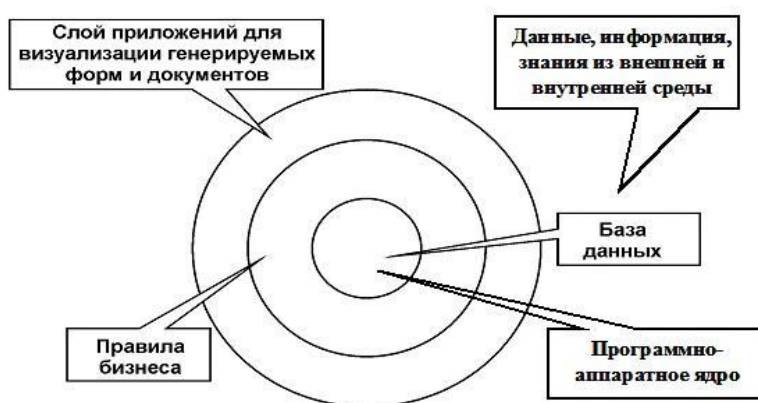 Слой приложений для
визуализации генерируемых
форм и документов
Данные, информация,
знания из внешней и
внутренней среды
База
данных
Правила
бизнеса
Программно-
аппаратное ядро